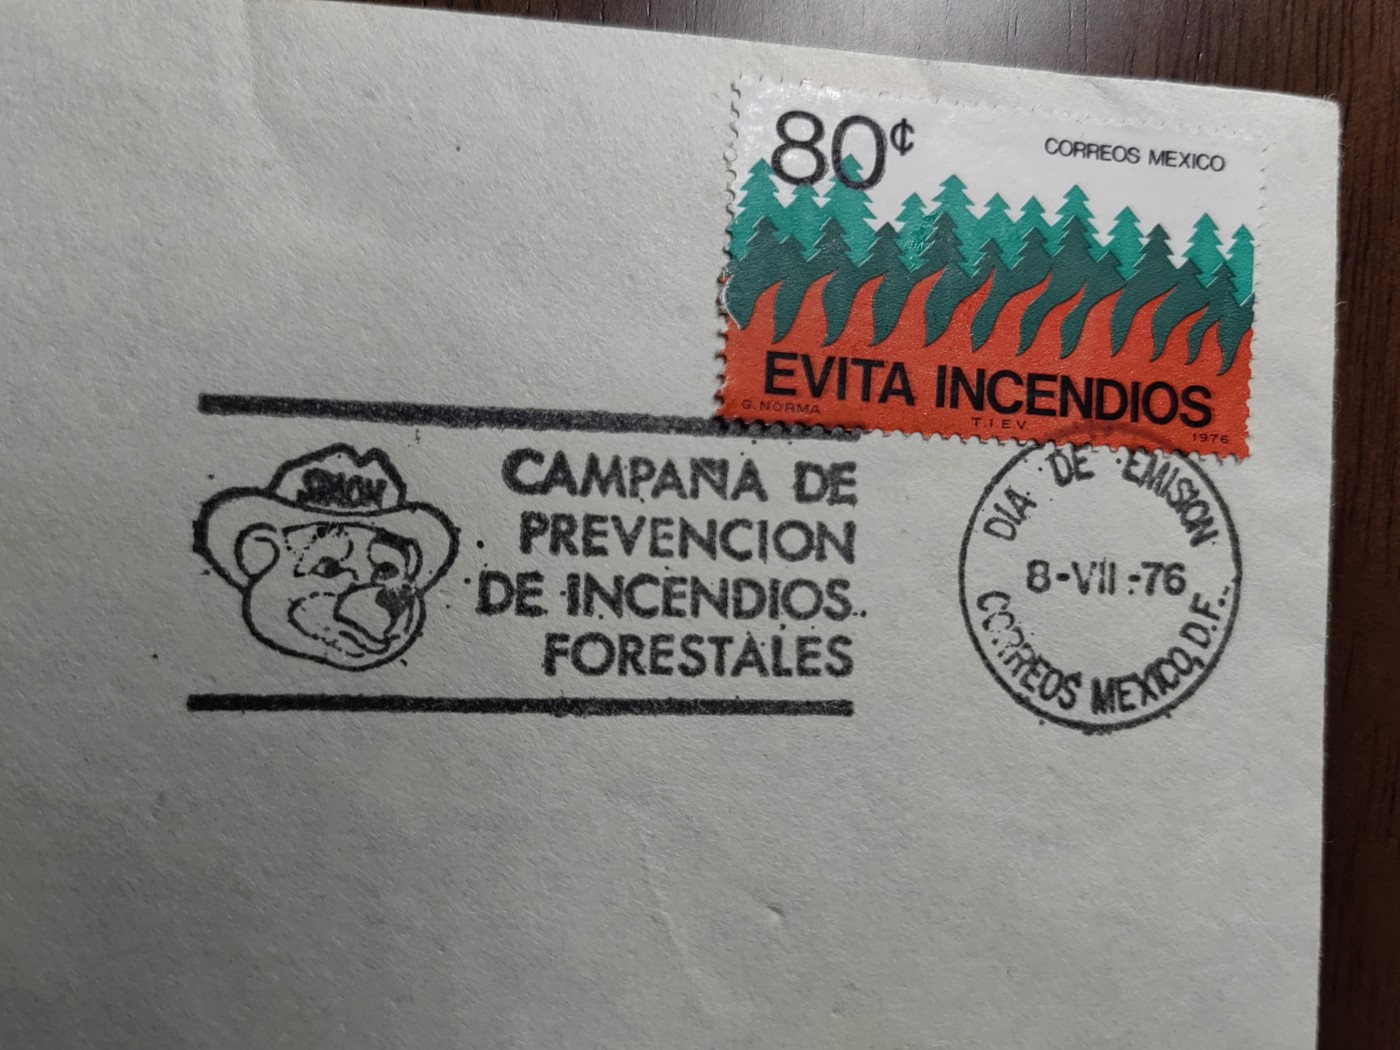 80¢
CORREOS MEXICO
EVITA INCENDIOS
G. NORMA
T.I.E.V
1976
CAMPAÑA DE
PREVENCION
DE INCENDIOS
FORESTALES
DIA DE EMISION
8-VII-76
CORREOS MEXICO, D.F.